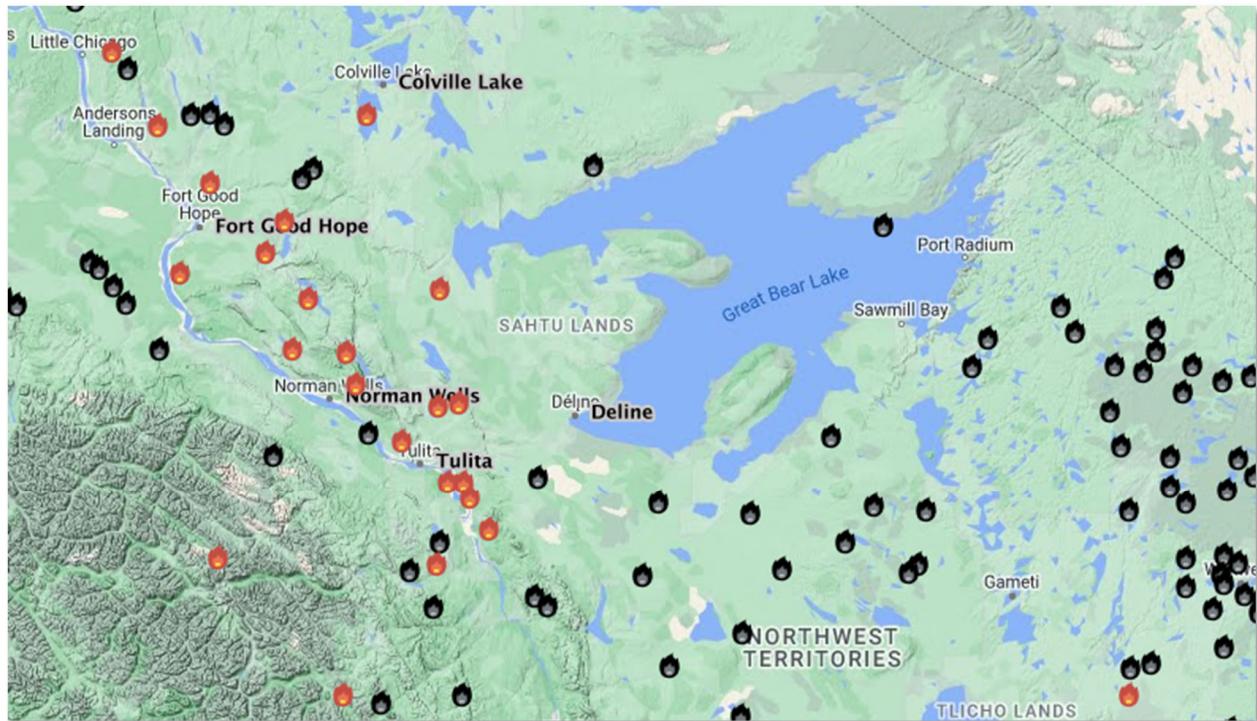 s
Little Chicago
Colville Lake
Colville Lake
Andersons
Landing
Fort Good
Hope
Fort Good Hope
Port Radium
Great Bear Lake
Sawmill Bay
SAHTU LANDS
Norman Wells
Norman Wells
Déline
Deline
Tulita
Tulita
Gameti
NORTHWEST
TERRITORIES
TLICHO LANDS